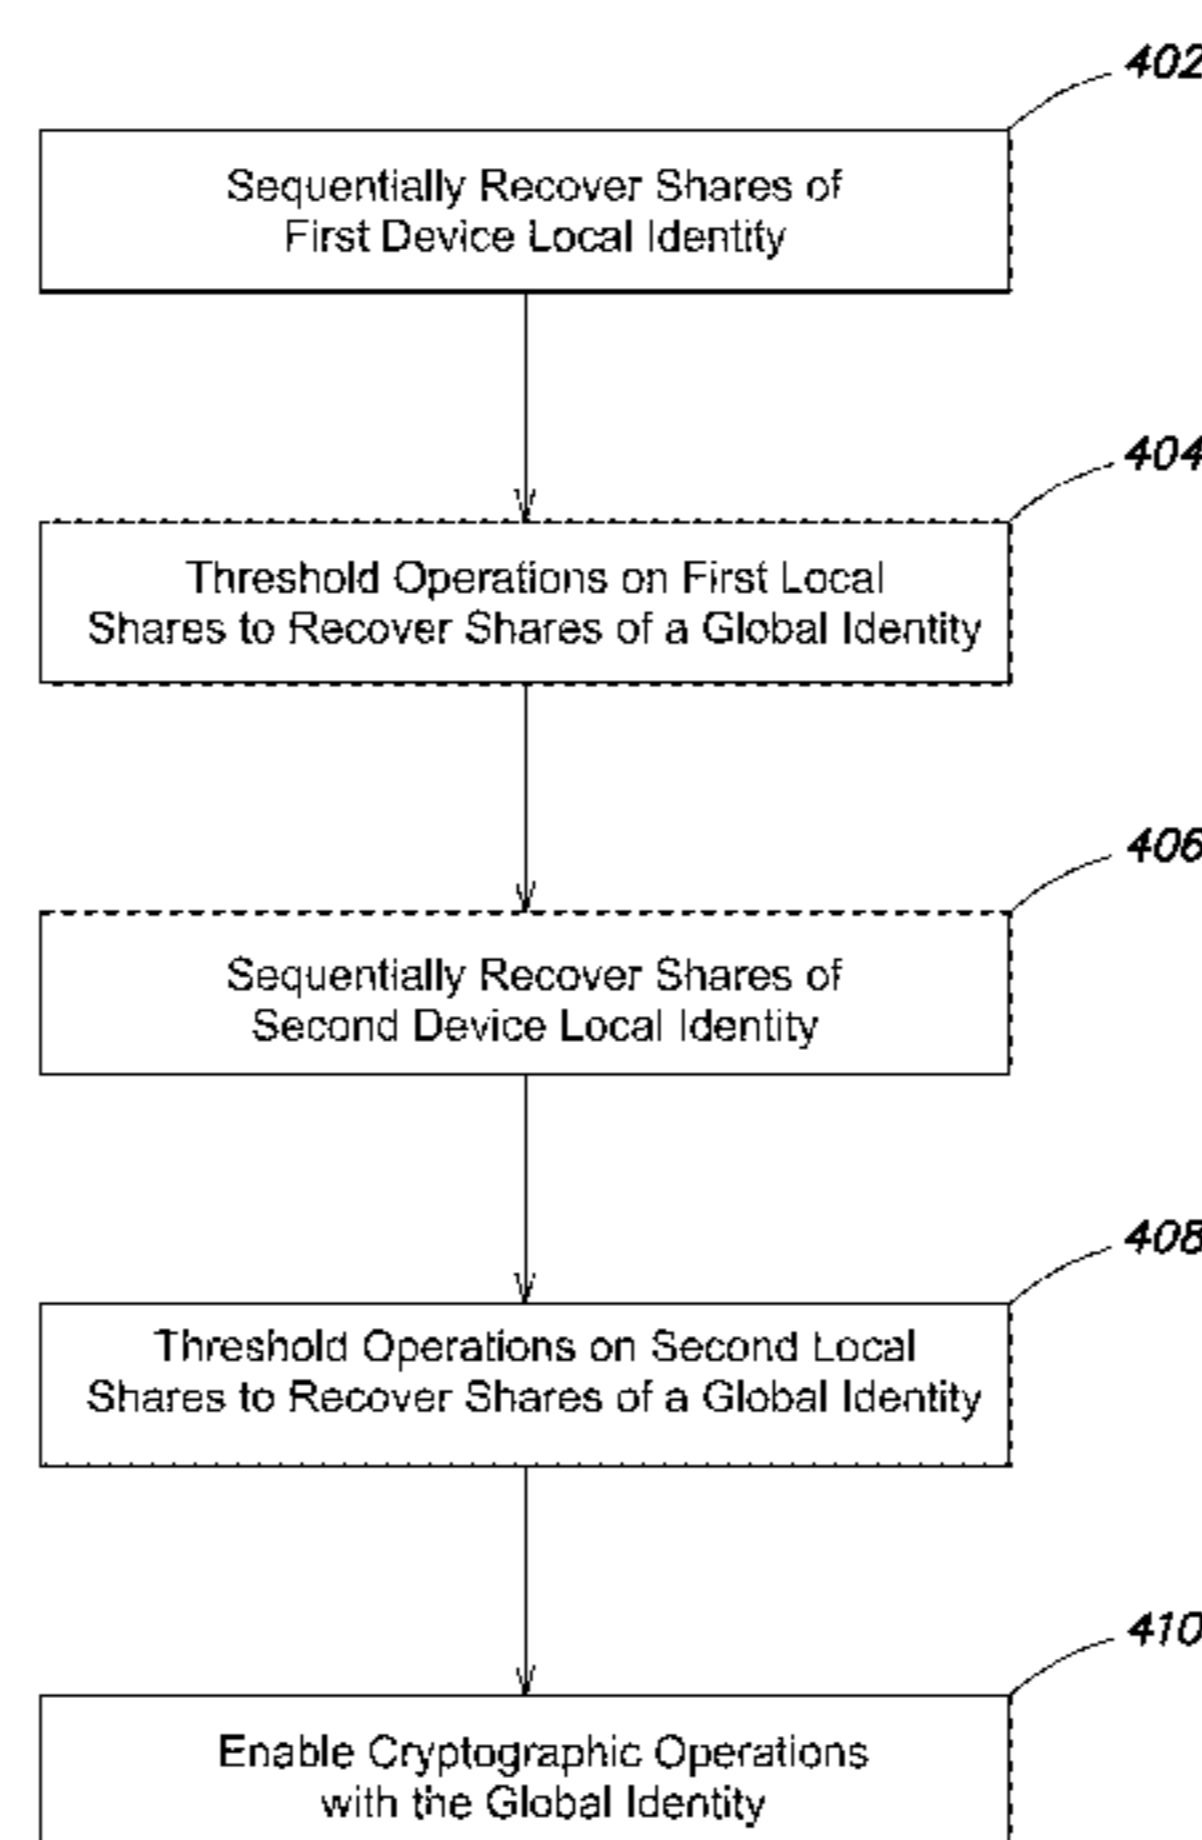 402
Sequentially Recover Shares of
First Device Local Identity
404
Threshold Operations on First Local
Shares to Recover Shares of a Global Identity
406
Sequentially Recover Shares of
Second Device Local Identity
408
Threshold Operations on Second Local
Shares to Recover Shares of a Global Identity
410
Enable Cryptographic Operations
with the Global Identity